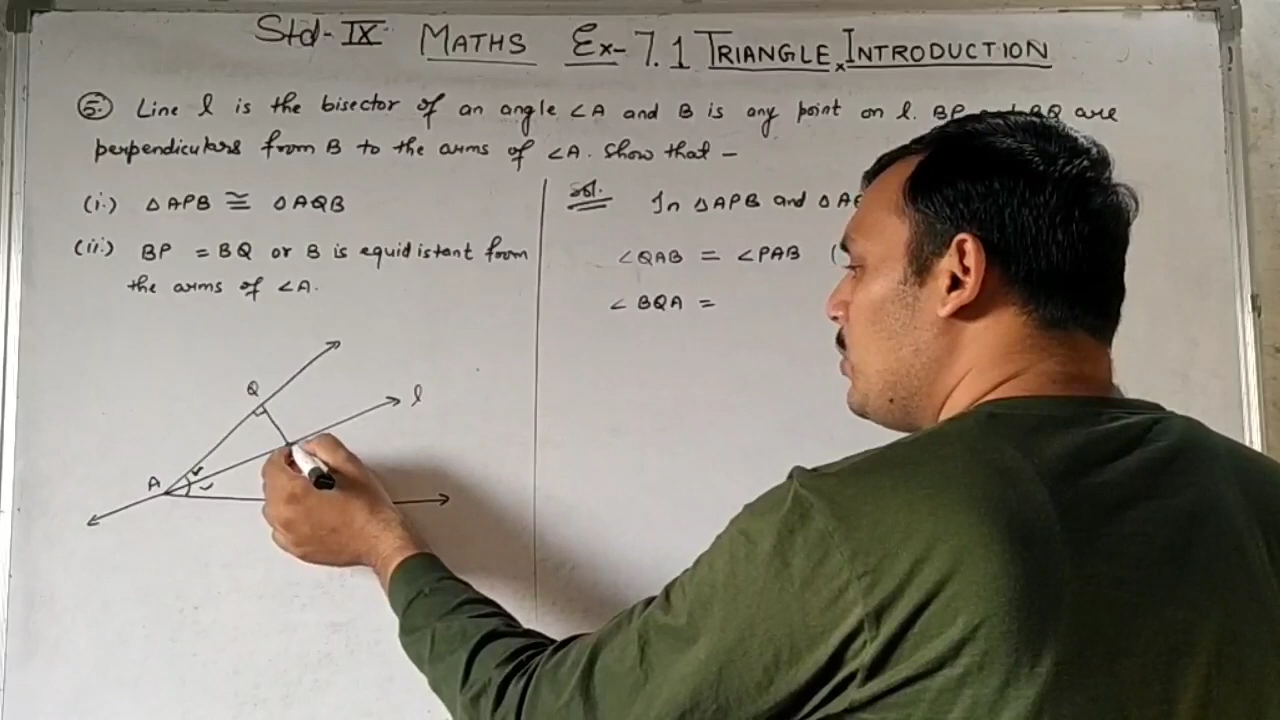 Std- IX MATHS Ex- 7.1 TRIANGLE INTRODUCTION
5. Line l is the bisector of an angle ∠A and B is any point on l. BP and BQ are
perpendiculars from B to the arms of ∠A. Show that –
(i.) △APB ≅ △AQB
(ii.) BP = BQ or B is equidistant from
the arms of ∠A.
Sol. In △APB and
∠QAB = ∠PAB (
∠BQA =
Q
l
A